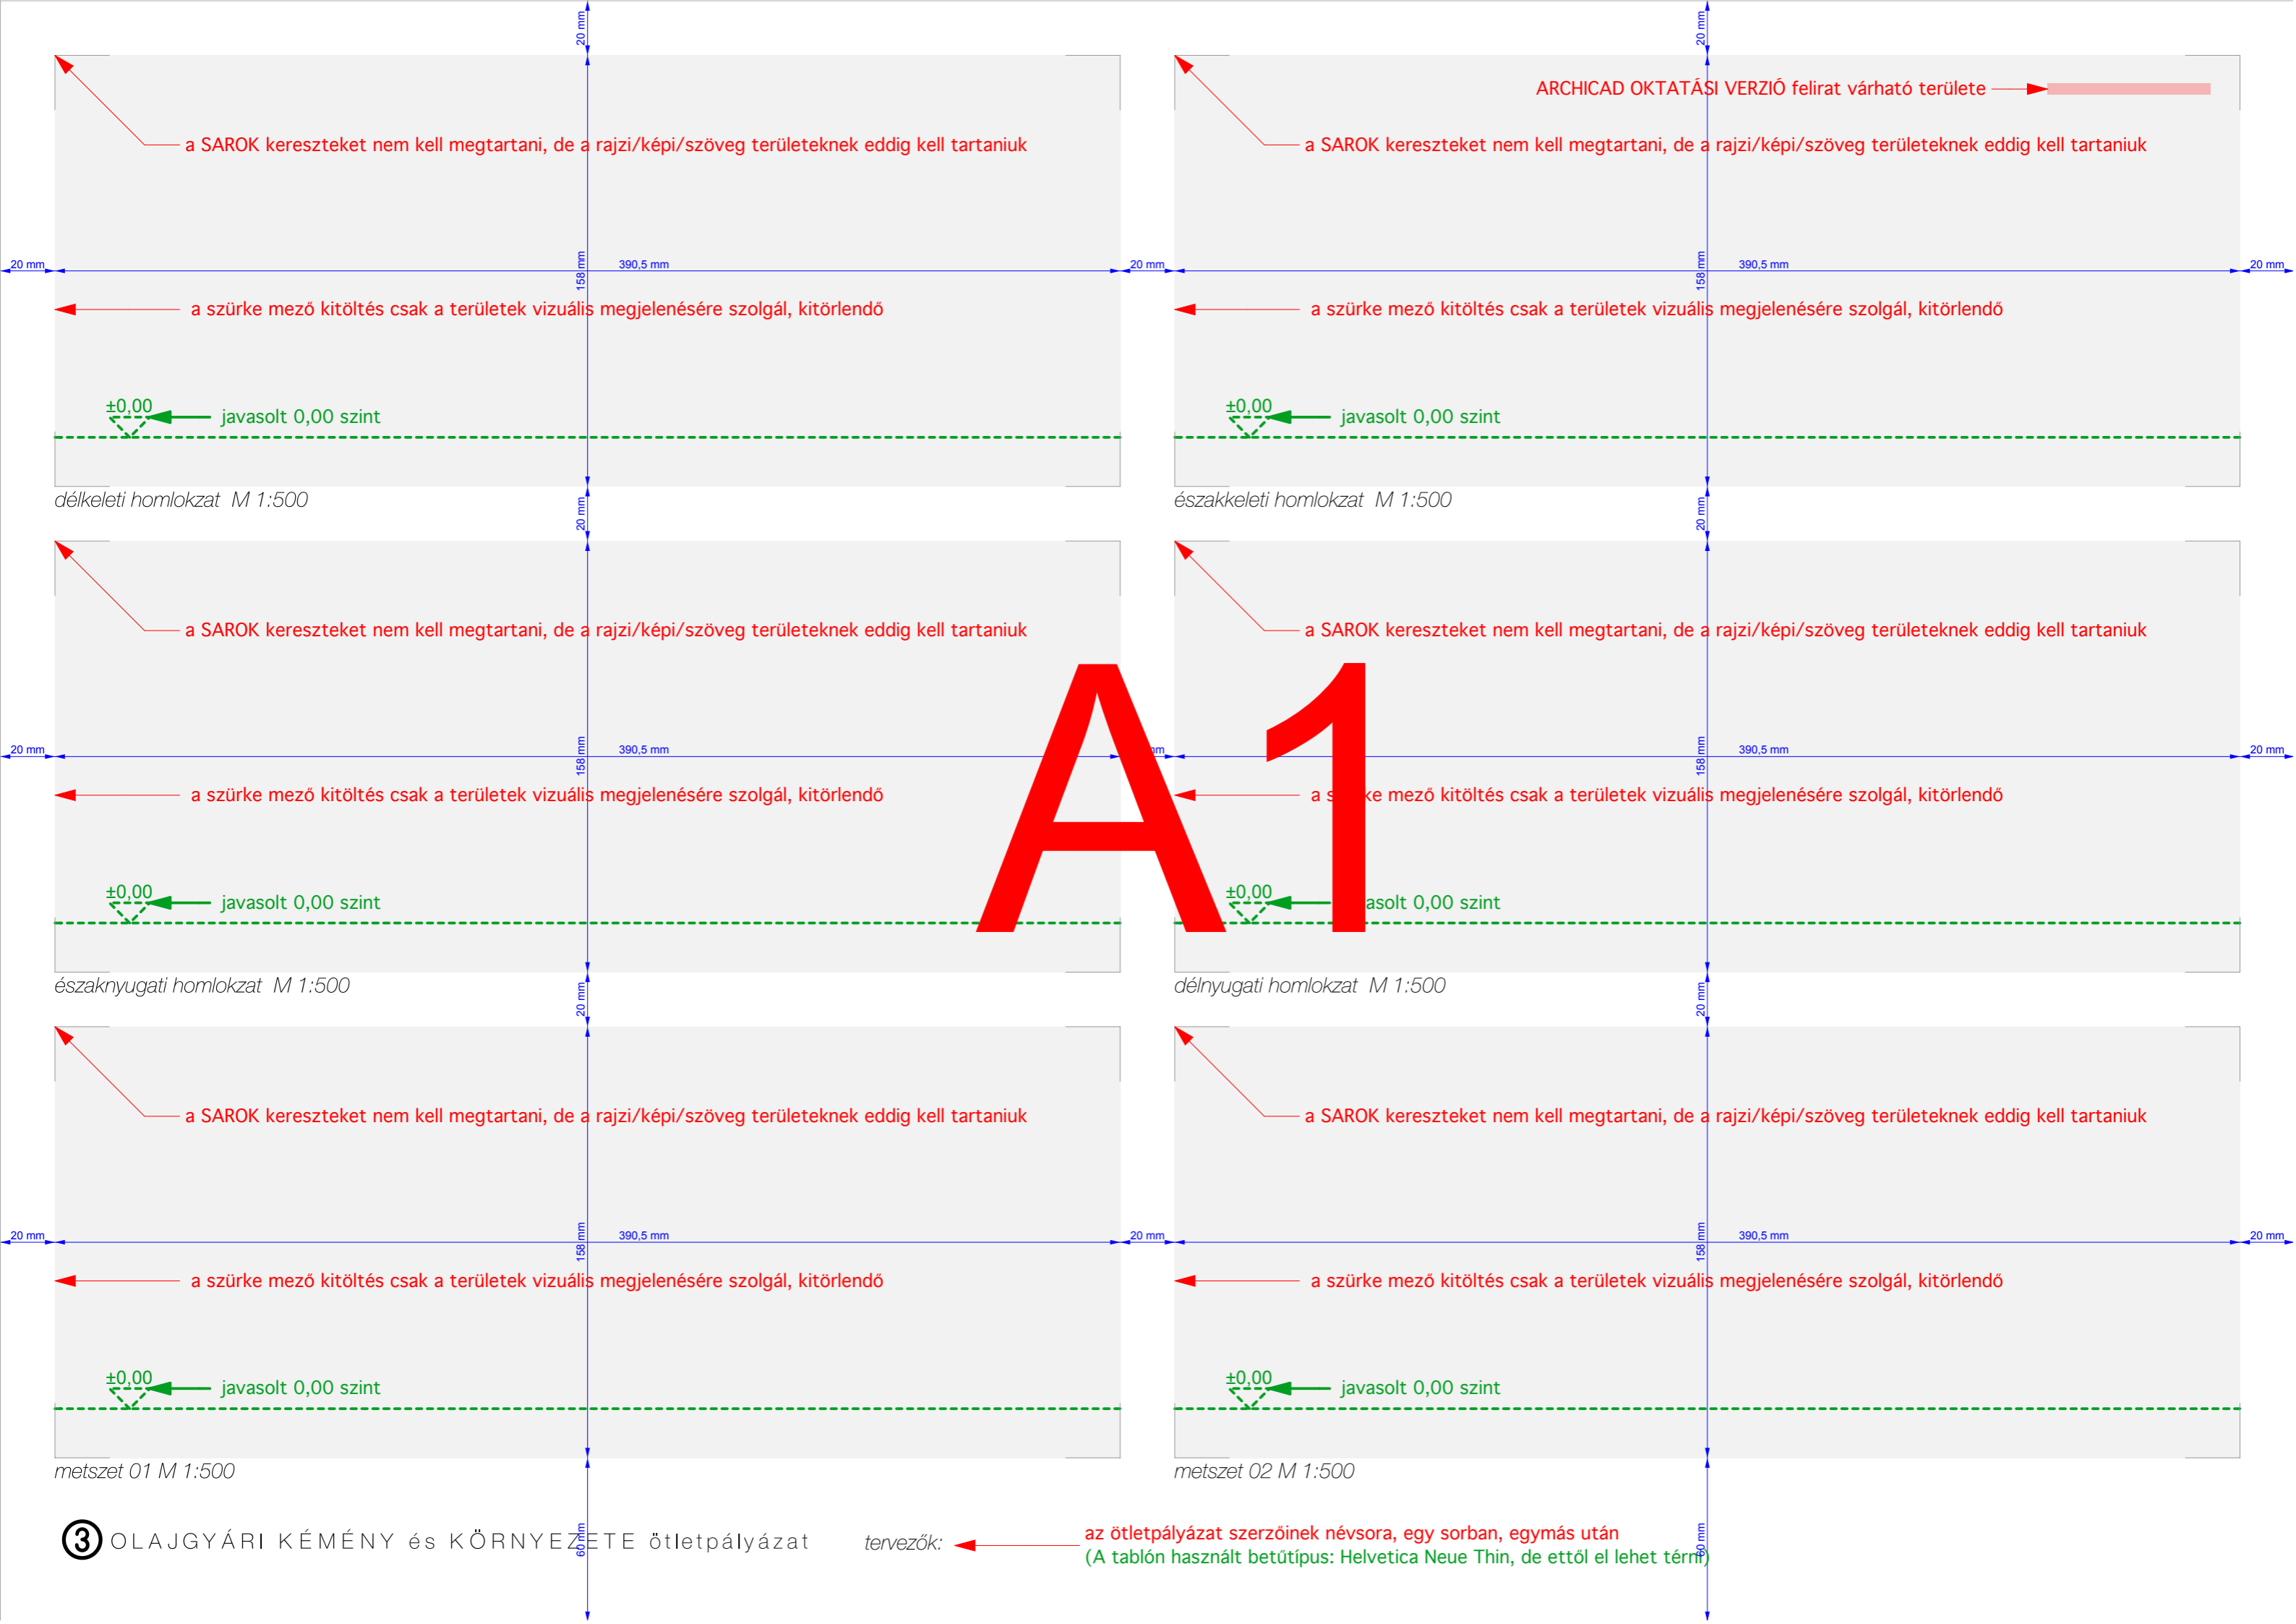 20 mm
20 mm
ARCHICAD OKTATÁSI VERZIÓ felirat várható területe
a SAROK kereszteket nem kell megtartani, de a rajzi/képi/szöveg területeknek eddig kell tartaniuk
a SAROK kereszteket nem kell megtartani, de a rajzi/képi/szöveg területeknek eddig kell tartaniuk
20 mm
158 mm
390,5 mm
20 mm
158 mm
390,5 mm
20 mm
a szürke mező kitöltés csak a területek vizuális megjelenésére szolgál, kitörlendő
a szürke mező kitöltés csak a területek vizuális megjelenésére szolgál, kitörlendő
±0,00
javasolt 0,00 szint
±0,00
javasolt 0,00 szint
délkeleti homlokzat M 1:500
20 mm
északkeleti homlokzat M 1:500
20 mm
a SAROK kereszteket nem kell megtartani, de a rajzi/képi/szöveg területeknek eddig kell tartaniuk
a SAROK kereszteket nem kell megtartani, de a rajzi/képi/szöveg területeknek eddig kell tartaniuk
A1
20 mm
158 mm
390,5 mm
mm
158 mm
390,5 mm
20 mm
a szürke mező kitöltés csak a területek vizuális megjelenésére szolgál, kitörlendő
a mező kitöltés csak a területek vizuális megjelenésére szolgál, kitörlendő
±0,00
javasolt 0,00 szint
±0,00
0,00 szint
északnyugati homlokzat M 1:500
20 mm
délnyugati homlokzat M 1:500
20 mm
a SAROK kereszteket nem kell megtartani, de a rajzi/képi/szöveg területeknek eddig kell tartaniuk
a SAROK kereszteket nem kell megtartani, de a rajzi/képi/szöveg területeknek eddig kell tartaniuk
20 mm
158 mm
390,5 mm
20 mm
158 mm
390,5 mm
20 mm
a szürke mező kitöltés csak a területek vizuális megjelenésére szolgál, kitörlendő
a szürke mező kitöltés csak a területek vizuális megjelenésére szolgál, kitörlendő
±0,00
javasolt 0,00 szint
±0,00
javasolt 0,00 szint
metszet 01 M 1:500
metszet 02 M 1:500
3 OLAJGYÁRI KÉMÉNY és KÖRNYEZETE ötletpályázat
60 mm
tervezők:
az ötletpályázat szerzőinek névsora, egy sorban, egymás után
(A tablón használt betűtípus: Helvetica Neue Thin, de ettől el lehet térni)
60 mm